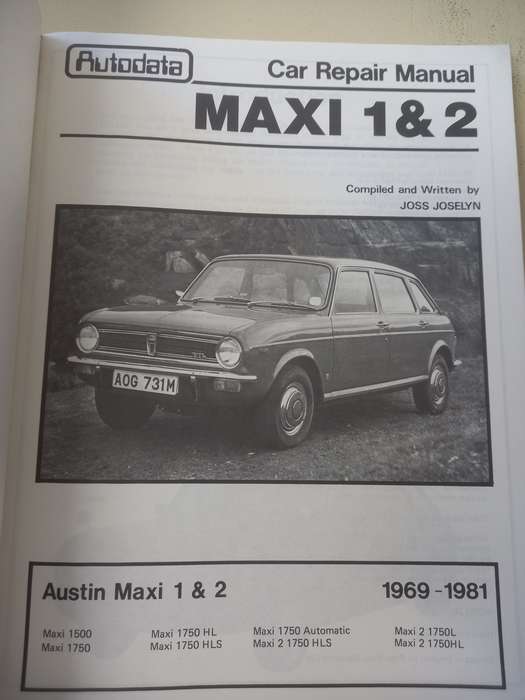 Autodata
Car Repair Manual
MAXI 1 & 2
Compiled and Written by
JOSS JOSELYN
AOG 731M
Austin Maxi 1 & 2 1969 -1981
Maxi 1500 Maxi 1750 HL Maxi 1750 Automatic Maxi 2 1750L
Maxi 1750 Maxi 1750 HLS Maxi 2 1750 HLS Maxi 2 1750HL